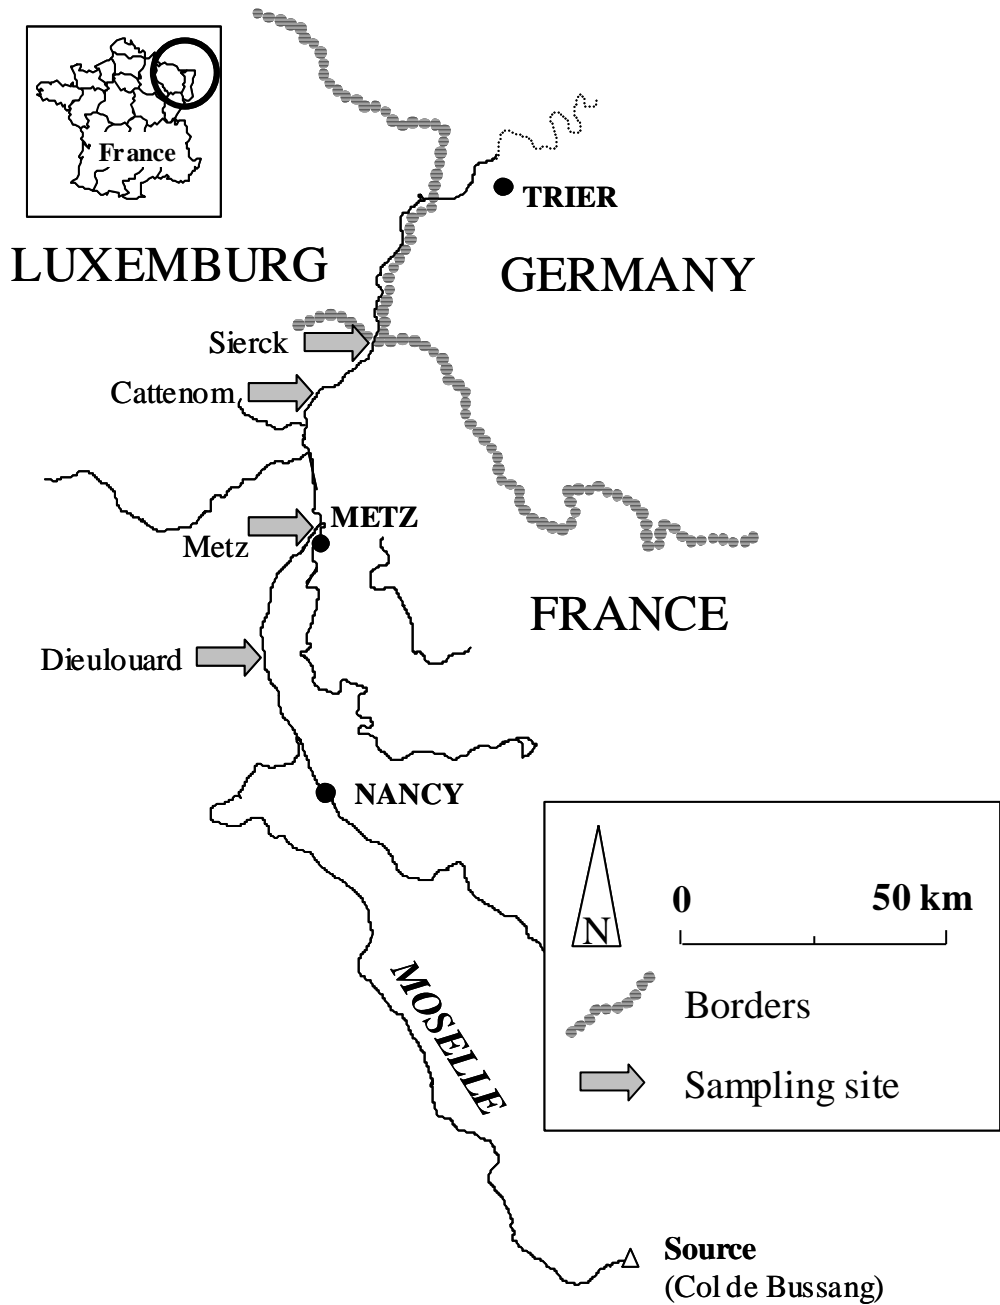 France
TRIER
LUXEMBURG
GERMANY
Sierck
Cattenom
METZ
Metz
FRANCE
Dieulouard
NANCY
0
50 km
N
MOSELLE
Borders
Sampling site
Source
(Col de Bussang)